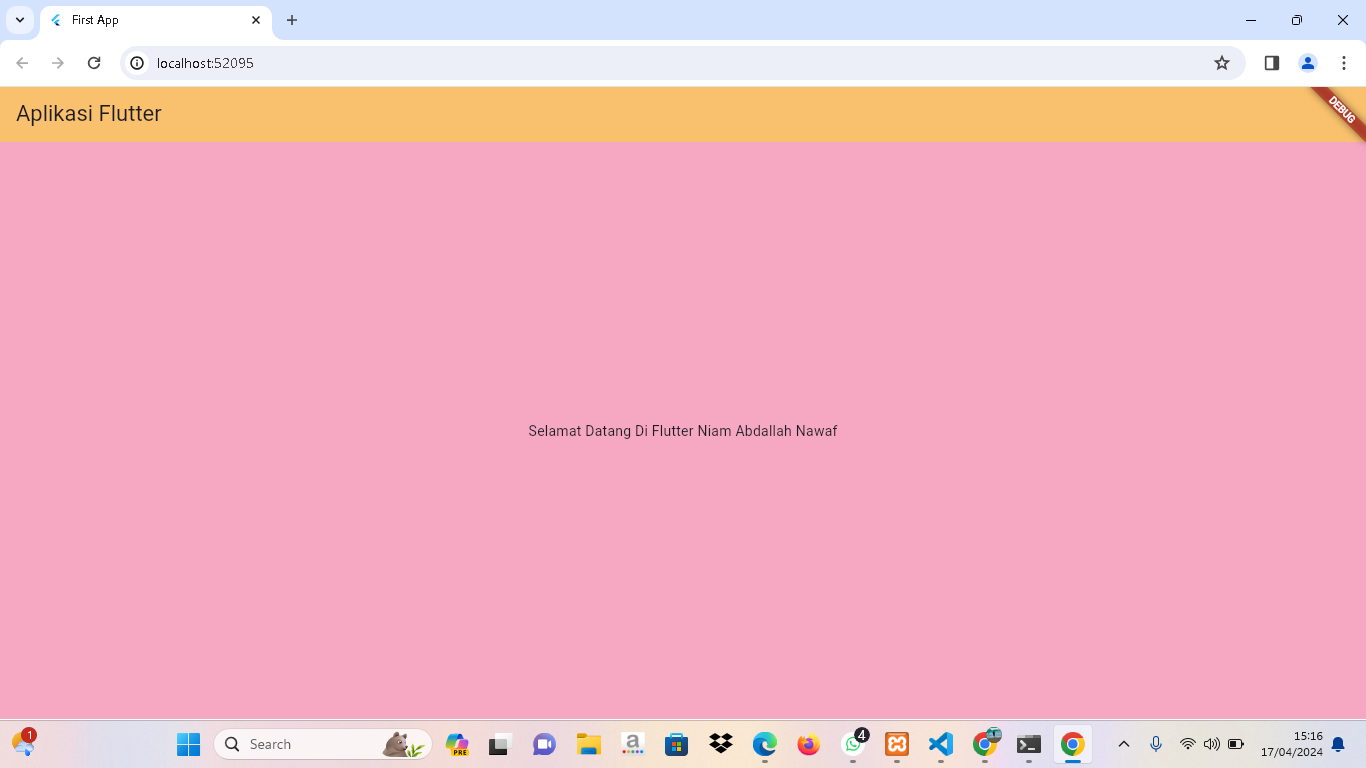 First App
localhost:52095
Aplikasi Flutter
DEBUG
Selamat Datang Di Flutter Niam Abdallah Nawaf
1
Search
PRE
a
4
15:16
17/04/2024